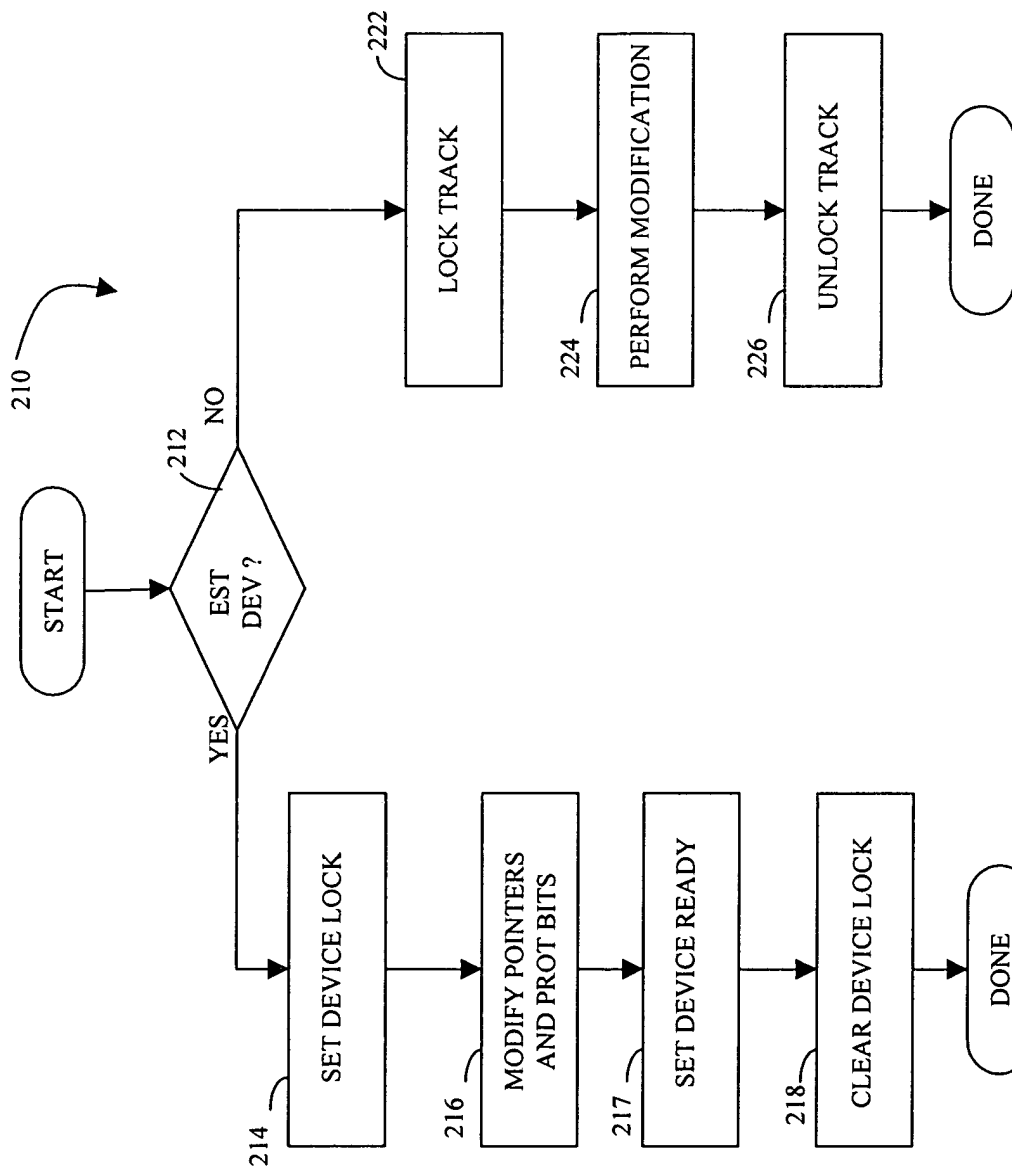 210
START
212
EST
DEV ?
YES
NO
214
SET DEVICE LOCK
216
MODIFY POINTERS
AND PROT BITS
217
SET DEVICE READY
218
CLEAR DEVICE LOCK
DONE
222
LOCK TRACK
224
PERFORM MODIFICATION
226
UNLOCK TRACK
DONE